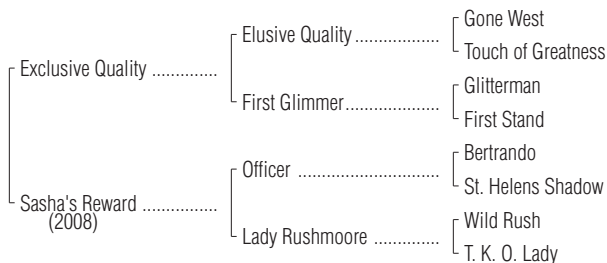 Gone West
Elusive Quality ..................
Touch of Greatness
Exclusive Quality ..............
Glitterman
First Glimmer....................
First Stand
Bertrando
Officer ..............................
St. Helens Shadow
Sasha's Reward ................
(2008)
Wild Rush
Lady Rushmoore ..............
T. K. O. Lady